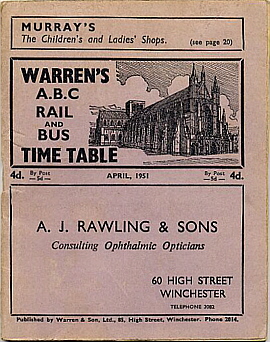 MURRAY'S
The Children's and Ladies' Shops. (see page 20)
WARREN'S
A.B.C
RAIL
AND
BUS
TIME TABLE
4d. By Post —5d— APRIL, 1951 By Post —5d— 4d.
A. J. RAWLING & SONS
Consulting Ophthalmic Opticians
60 HIGH STREET
WINCHESTER
TELEPHONE 3082
Published by Warren & Son, Ltd., 85, High Street, Winchester. Phone 2814.